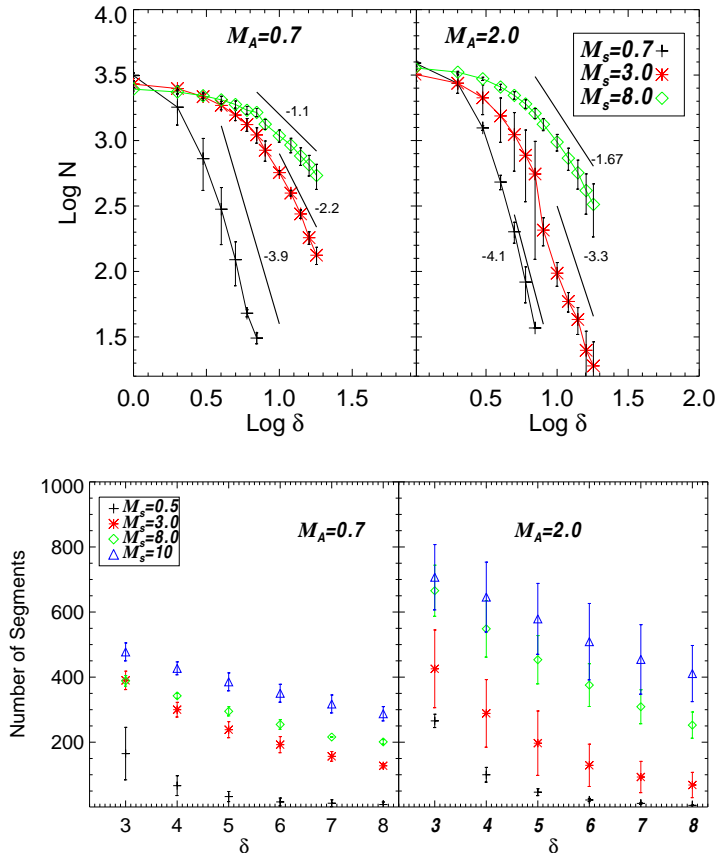 M_A=0.7
M_A=2.0
M_s=0.7
M_s=3.0
M_s=8.0
4.0
3.5
3.0
2.5
2.0
1.5
Log N
-1.1
-2.2
-3.9
-1.67
-4.1
-3.3
0.0 0.5 1.0 1.5
0.5 1.0 1.5 2.0
Log δ
Log δ
1000
800
600
400
200
Number of Segments
M_s=0.5
M_s=3.0
M_s=8.0
M_s=10
M_A=0.7
M_A=2.0
3 4 5 6 7 8
3 4 5 6 7 8
δ
δ